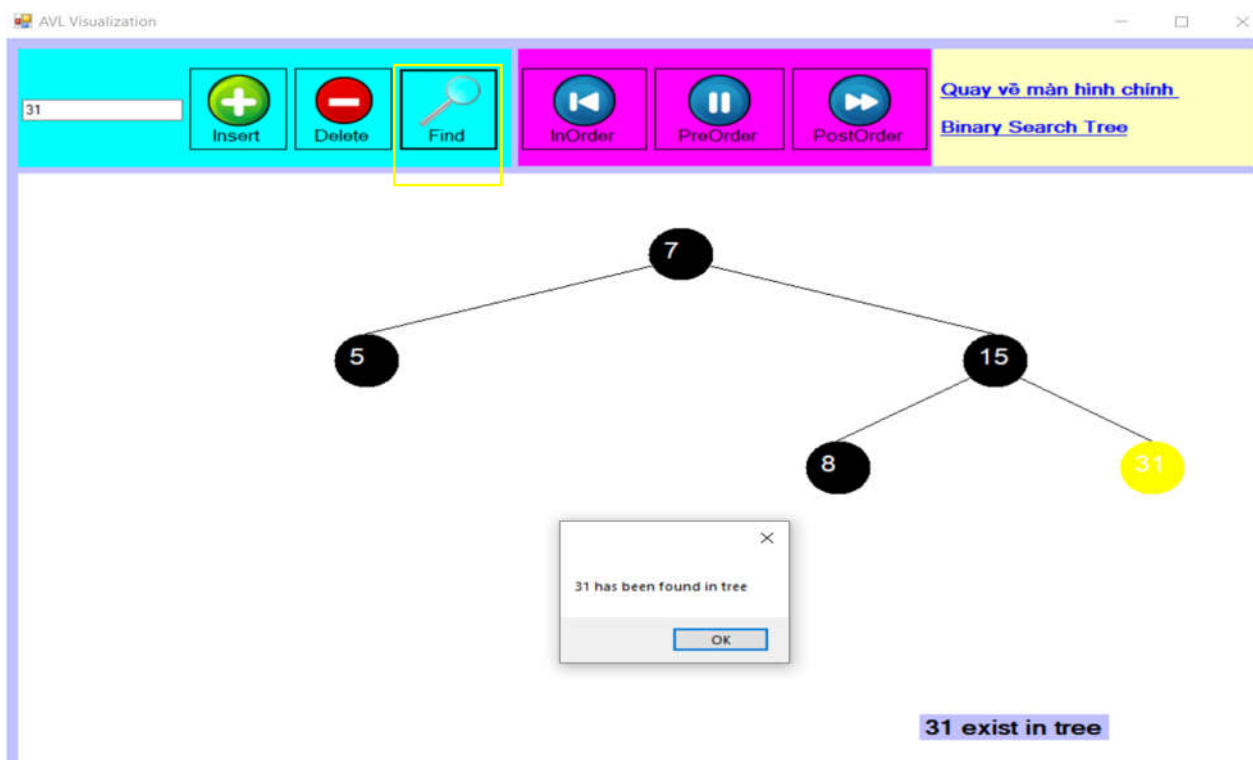 AVL Visualization
31
Insert
Delete
Find
InOrder
PreOrder
PostOrder
Quay về màn hình chính
Binary Search Tree
7
5
15
8
31
31 has been found in tree
OK
31 exist in tree